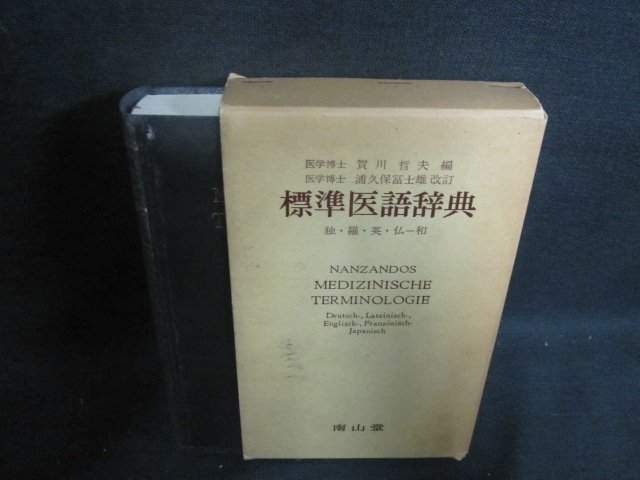 医学博士 賀川哲夫 編
医学博士 浦久保冨士雄 改訂
標準医語辞典
独・羅・英・仏ー和
NANZANDOS
MEDIZINISCHE
TERMINOLOGIE
Deutsch-, Lateinisch-,
Englisch-, Französisch-
Japanisch
南山堂